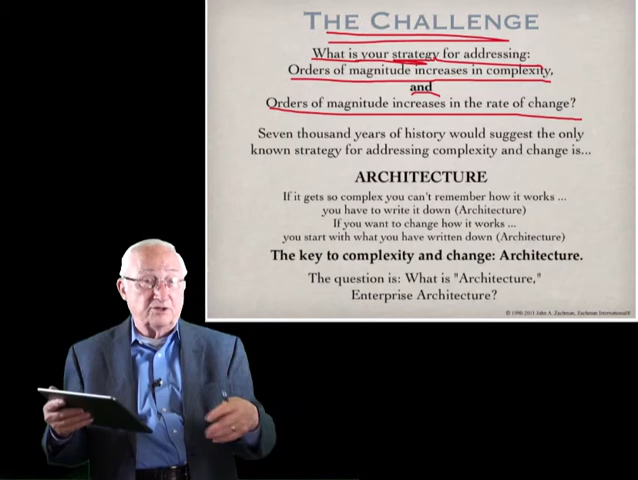 THE CHALLENGE
What is your strategy for addressing:
Orders of magnitude increases in complexity,
and
Orders of magnitude increases in the rate of change?
Seven thousand years of history would suggest the only
known strategy for addressing complexity and change is...
ARCHITECTURE
If it gets so complex you can't remember how it works ...
you have to write it down (Architecture)
If you want to change how it works ...
you start with what you have written down (Architecture)
The key to complexity and change: Architecture.
The question is: What is "Architecture,"
Enterprise Architecture?
© 1990-2011 John A. Zachman, Zachman International®